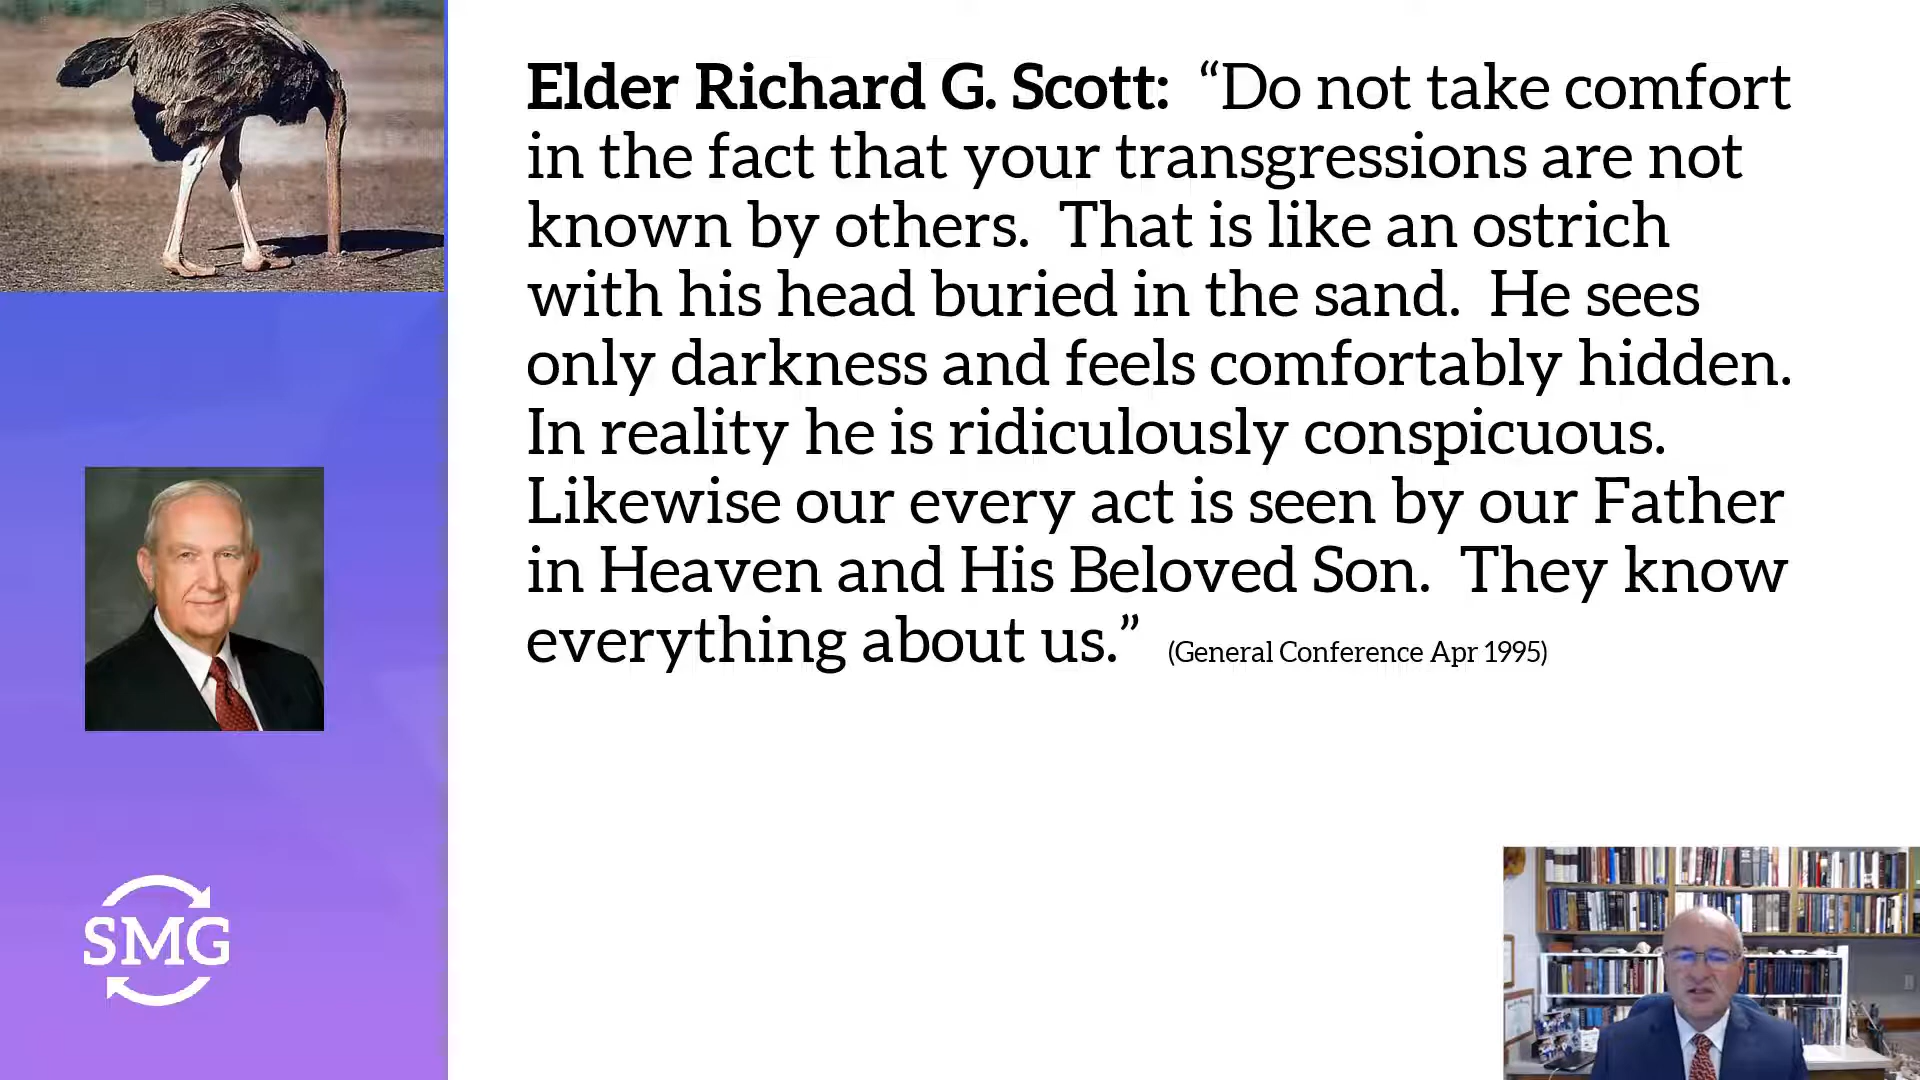 Elder Richard G. Scott:  “Do not take comfort
in the fact that your transgressions are not
known by others.  That is like an ostrich
with his head buried in the sand.  He sees
only darkness and feels comfortably hidden.
In reality he is ridiculously conspicuous.
Likewise our every act is seen by our Father
in Heaven and His Beloved Son.  They know
everything about us.”  (General Conference Apr 1995)
SMG